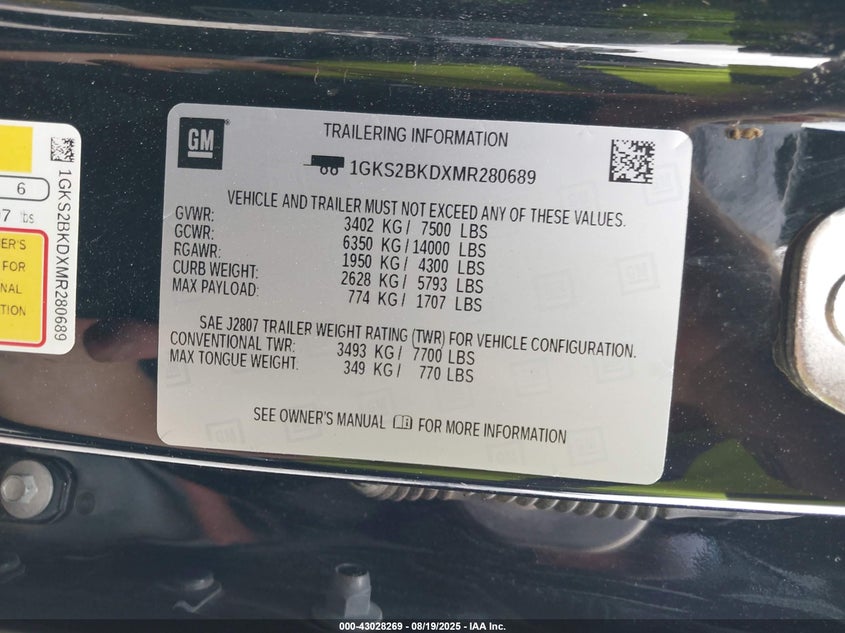 GM
TRAILERING INFORMATION
1GKS2BKDXMR280689
VEHICLE AND TRAILER MUST NOT EXCEED ANY OF THESE VALUES.
GVWR: 3402 KG / 7500 LBS
GCWR: 6350 KG / 14000 LBS
RGAWR: 1950 KG / 4300 LBS
CURB WEIGHT: 2628 KG / 5793 LBS
MAX PAYLOAD: 774 KG / 1707 LBS
SAE J2807 TRAILER WEIGHT RATING (TWR) FOR VEHICLE CONFIGURATION.
CONVENTIONAL TWR: 3493 KG / 7700 LBS
MAX TONGUE WEIGHT: 349 KG / 770 LBS
SEE OWNER'S MANUAL FOR MORE INFORMATION
6
7 lbs
FOR
1GKS2BKDXMR280689
000-43028269 - 08/19/2025 - IAA Inc.